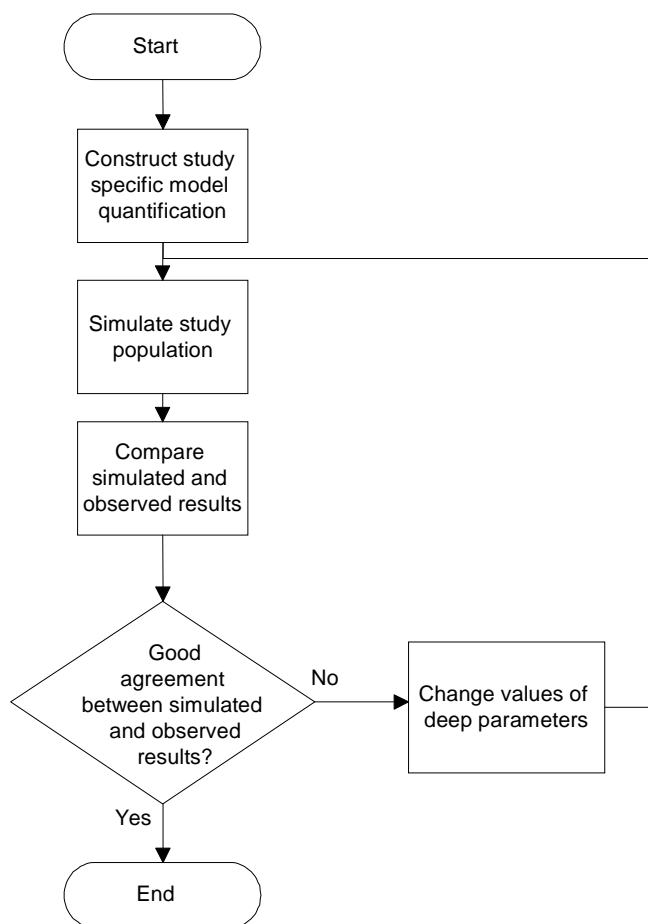 Start
Construct study
specific model
quantification
Simulate study
population
Compare
simulated and
observed results
Good
agreement
between simulated
and observed
results?
No
Change values of
deep parameters
Yes
End